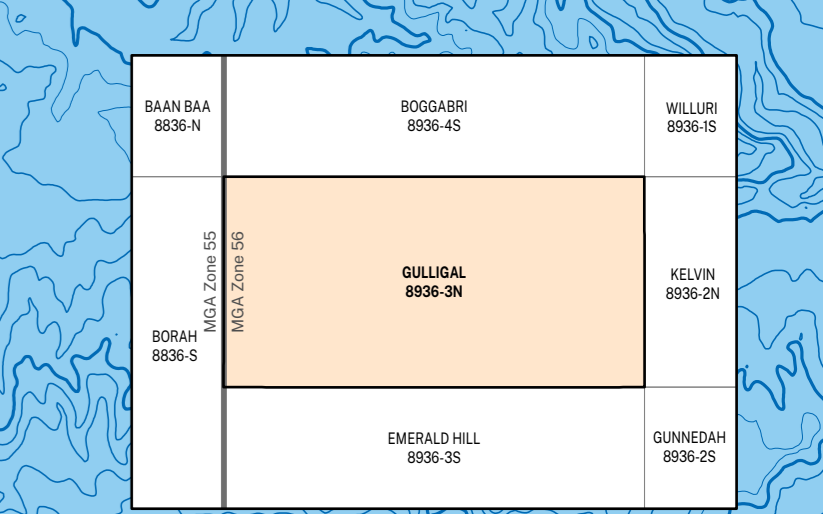 BAAN BAA
8836-N
BOGGABRI
8936-4S
WILLURI
8936-1S
MGA Zone 55
MGA Zone 56
GULLIGAL
8936-3N
KELVIN
8936-2N
BORAH
8836-S
EMERALD HILL
8936-3S
GUNNEDAH
8936-2S